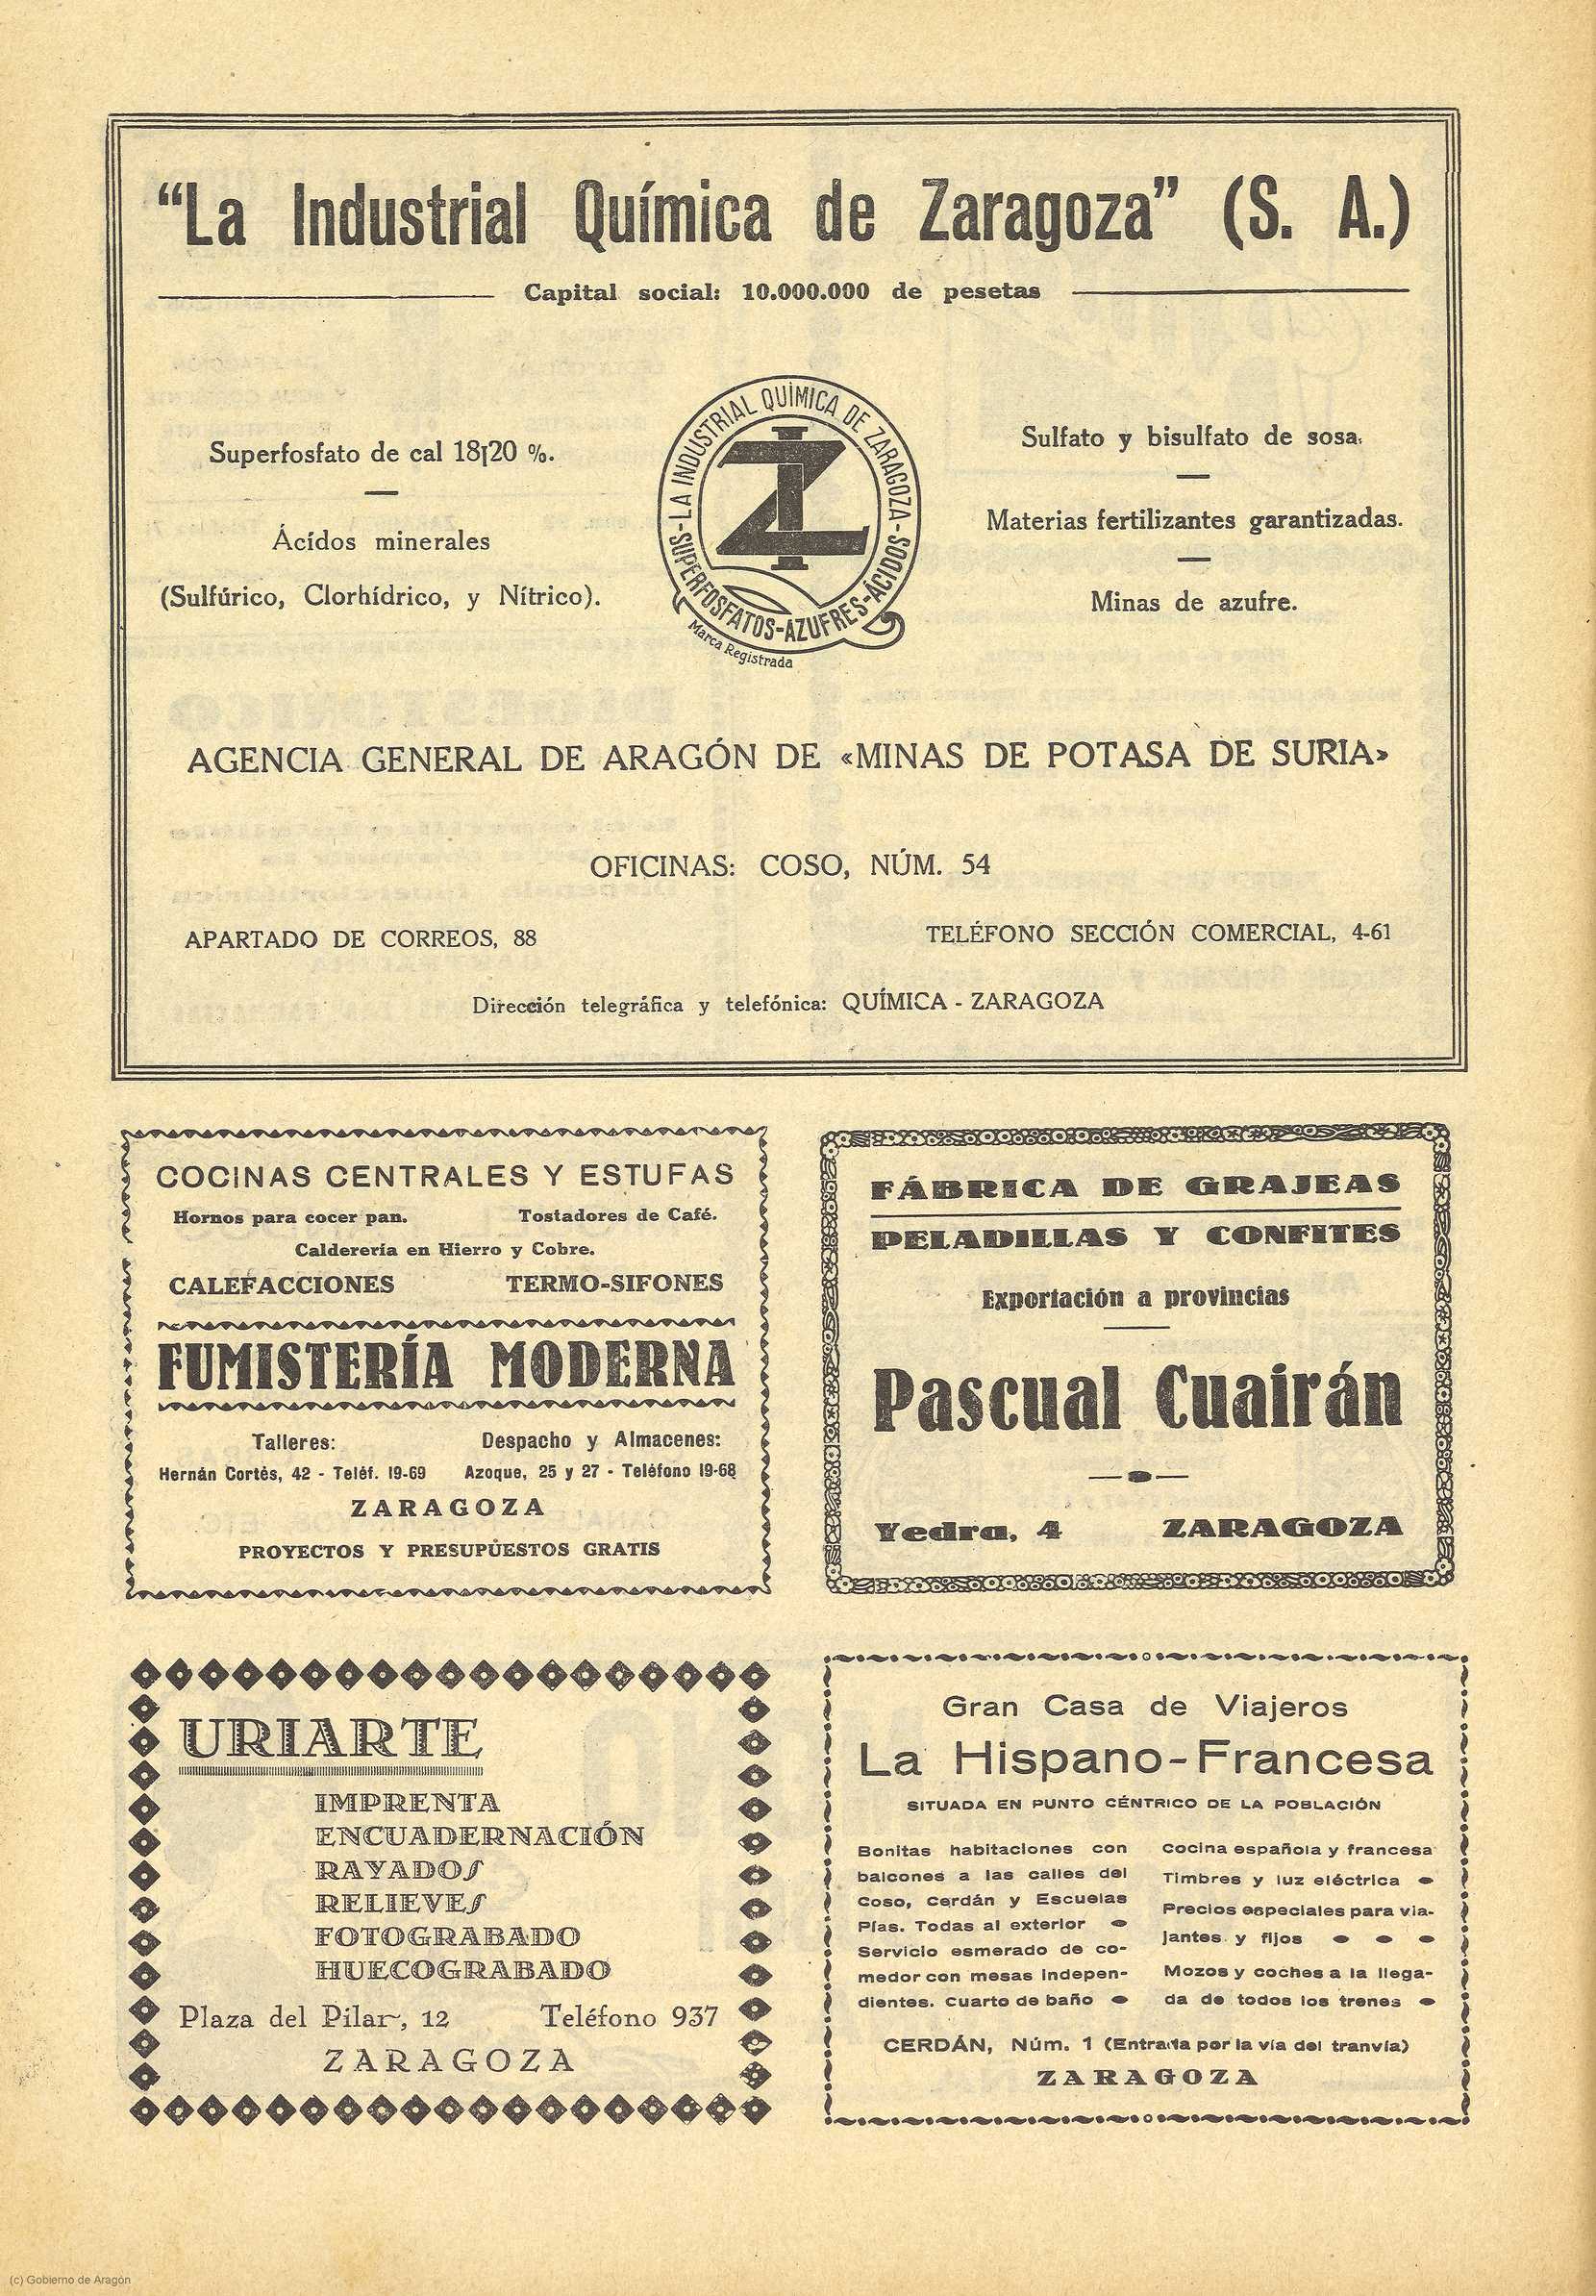 “La Industrial Química de Zaragoza” (S. A.)
Capital social: 10.000.000 de pesetas
Superfosfato de cal 18|20 %.
Ácidos minerales
(Sulfúrico, Clorhídrico, y Nítrico).
LA INDUSTRIAL QUÍMICA DE ZARAGOZA-
SUPERFOSFATOS-AZUFRES-ÁCIDOS-
Marca Registrada
Sulfato y bisulfato de sosa.
Materias fertilizantes garantizadas.
Minas de azufre.
AGENCIA GENERAL DE ARAGÓN DE «MINAS DE POTASA DE SURIA»
OFICINAS: COSO, NÚM. 54
APARTADO DE CORREOS, 88
TELÉFONO SECCIÓN COMERCIAL, 4-61
Dirección telegráfica y telefónica: QUÍMICA - ZARAGOZA
COCINAS CENTRALES Y ESTUFAS
Hornos para cocer pan. Tostadores de Café.
Calderería en Hierro y Cobre.
CALEFACCIONES TERMO-SIFONES
FUMISTERÍA MODERNA
Talleres: Despacho y Almacenes:
Hernán Cortés, 42 - Teléf. 19-69 Azoque, 25 y 27 - Teléfono 19-68
ZARAGOZA
PROYECTOS Y PRESUPUESTOS GRATIS
FÁBRICA DE GRAJEAS
PELADILLAS Y CONFITES
Exportación a provincias
Pascual Cuairán
Yedra, 4 ZARAGOZA
URIARTE
IMPRENTA
ENCUADERNACIÓN
RAYADOS
RELIEVES
FOTOGRABADO
HUECOGRABADO
Plaza del Pilar, 12 Teléfono 937
ZARAGOZA
Gran Casa de Viajeros
La Hispano-Francesa
SITUADA EN PUNTO CÉNTRICO DE LA POBLACIÓN
Bonitas habitaciones con
balcones a las calles del
Coso, Cerdán y Escuelas
Pías. Todas al exterior
Servicio esmerado de co-
medor con mesas indepen-
dientes. Cuarto de baño
Cocina española y francesa
Timbres y luz eléctrica
Precios especiales para via-
jantes y fijos
Mozos y coches a la llega-
da de todos los trenes
CERDÁN, Núm. 1 (Entrada por la vía del tranvía)
ZARAGOZA
(c) Gobierno de Aragón